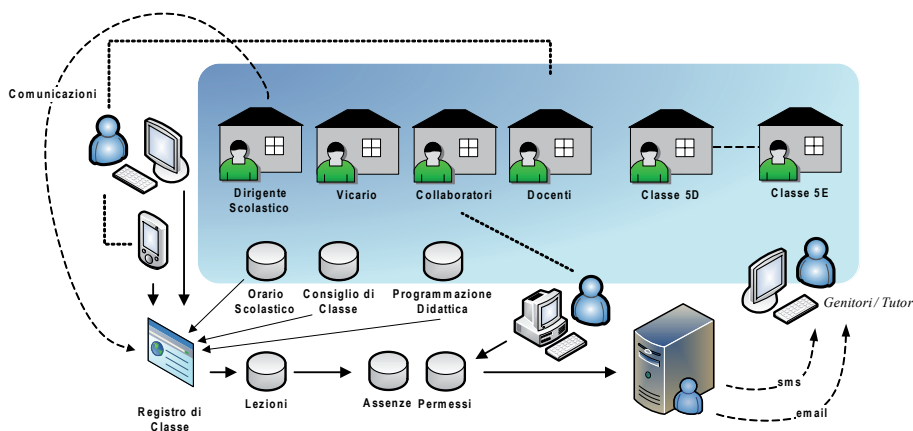 Comunicazioni
Dirigente
Scolastico
Vicario
Collaboratori
Docenti
Classe 5D
Classe 5E
Orario
Scolastico
Consiglio di
Classe
Programmazione
Didattica
Genitori / Tutor
Registro di
Classe
Lezioni
Assenze
Permessi
sms
email